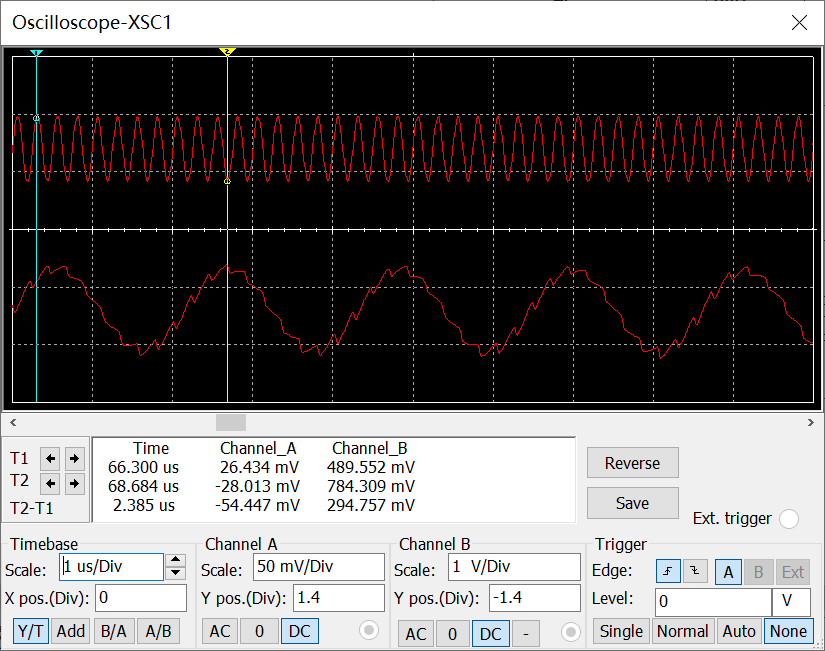 Oscilloscope-XSC1
1
2
T1
T2
T2-T1
Time Channel_A Channel_B
66.300 us 26.434 mV 489.552 mV
68.684 us -28.013 mV 784.309 mV
2.385 us -54.447 mV 294.757 mV
Reverse
Save
Ext. trigger
Timebase
Scale: 1 us/Div
X pos.(Div): 0
Y/T Add B/A A/B
Channel A
Scale: 50 mV/Div
Y pos.(Div): 1.4
AC 0 DC
Channel B
Scale: 1 V/Div
Y pos.(Div): -1.4
AC 0 DC -
Trigger
Edge: A B Ext
Level: 0 V
Single Normal Auto None